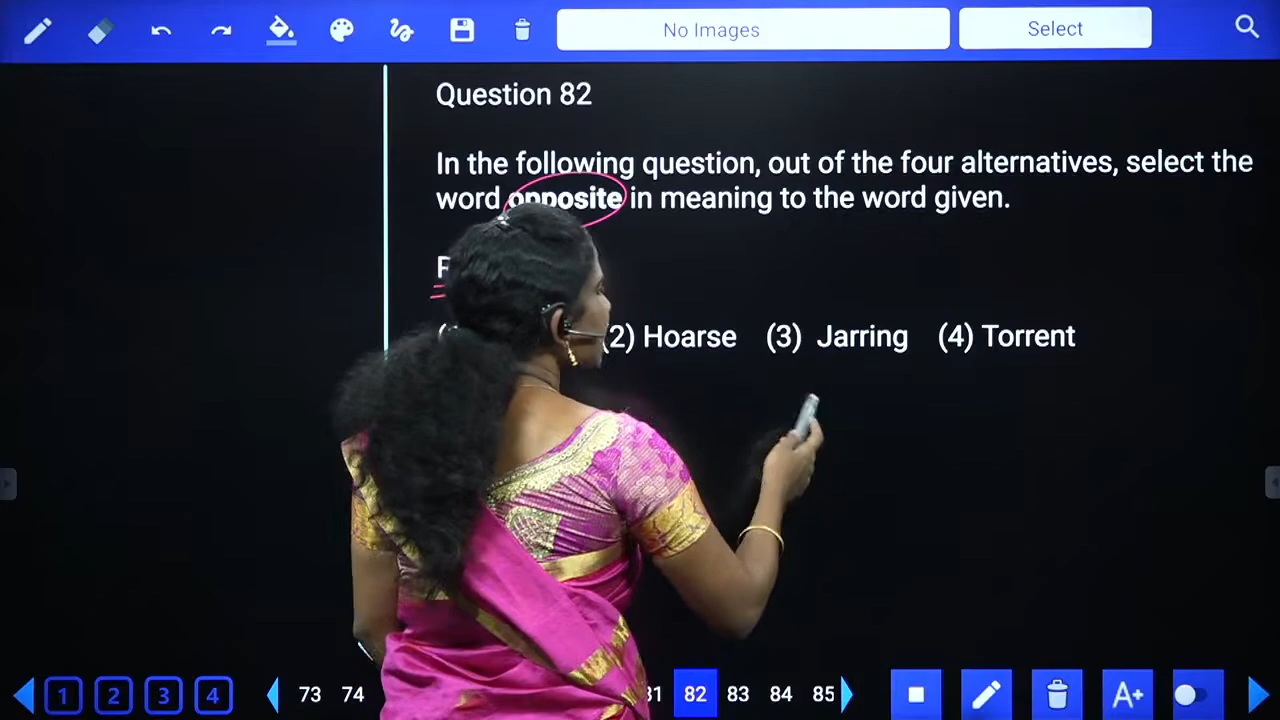 No Images
Select
Question 82
In the following question, out of the four alternatives, select the
word opposite in meaning to the word given.
(2) Hoarse (3) Jarring (4) Torrent
1 2 3 4 73 74 82 83 84 85 A+